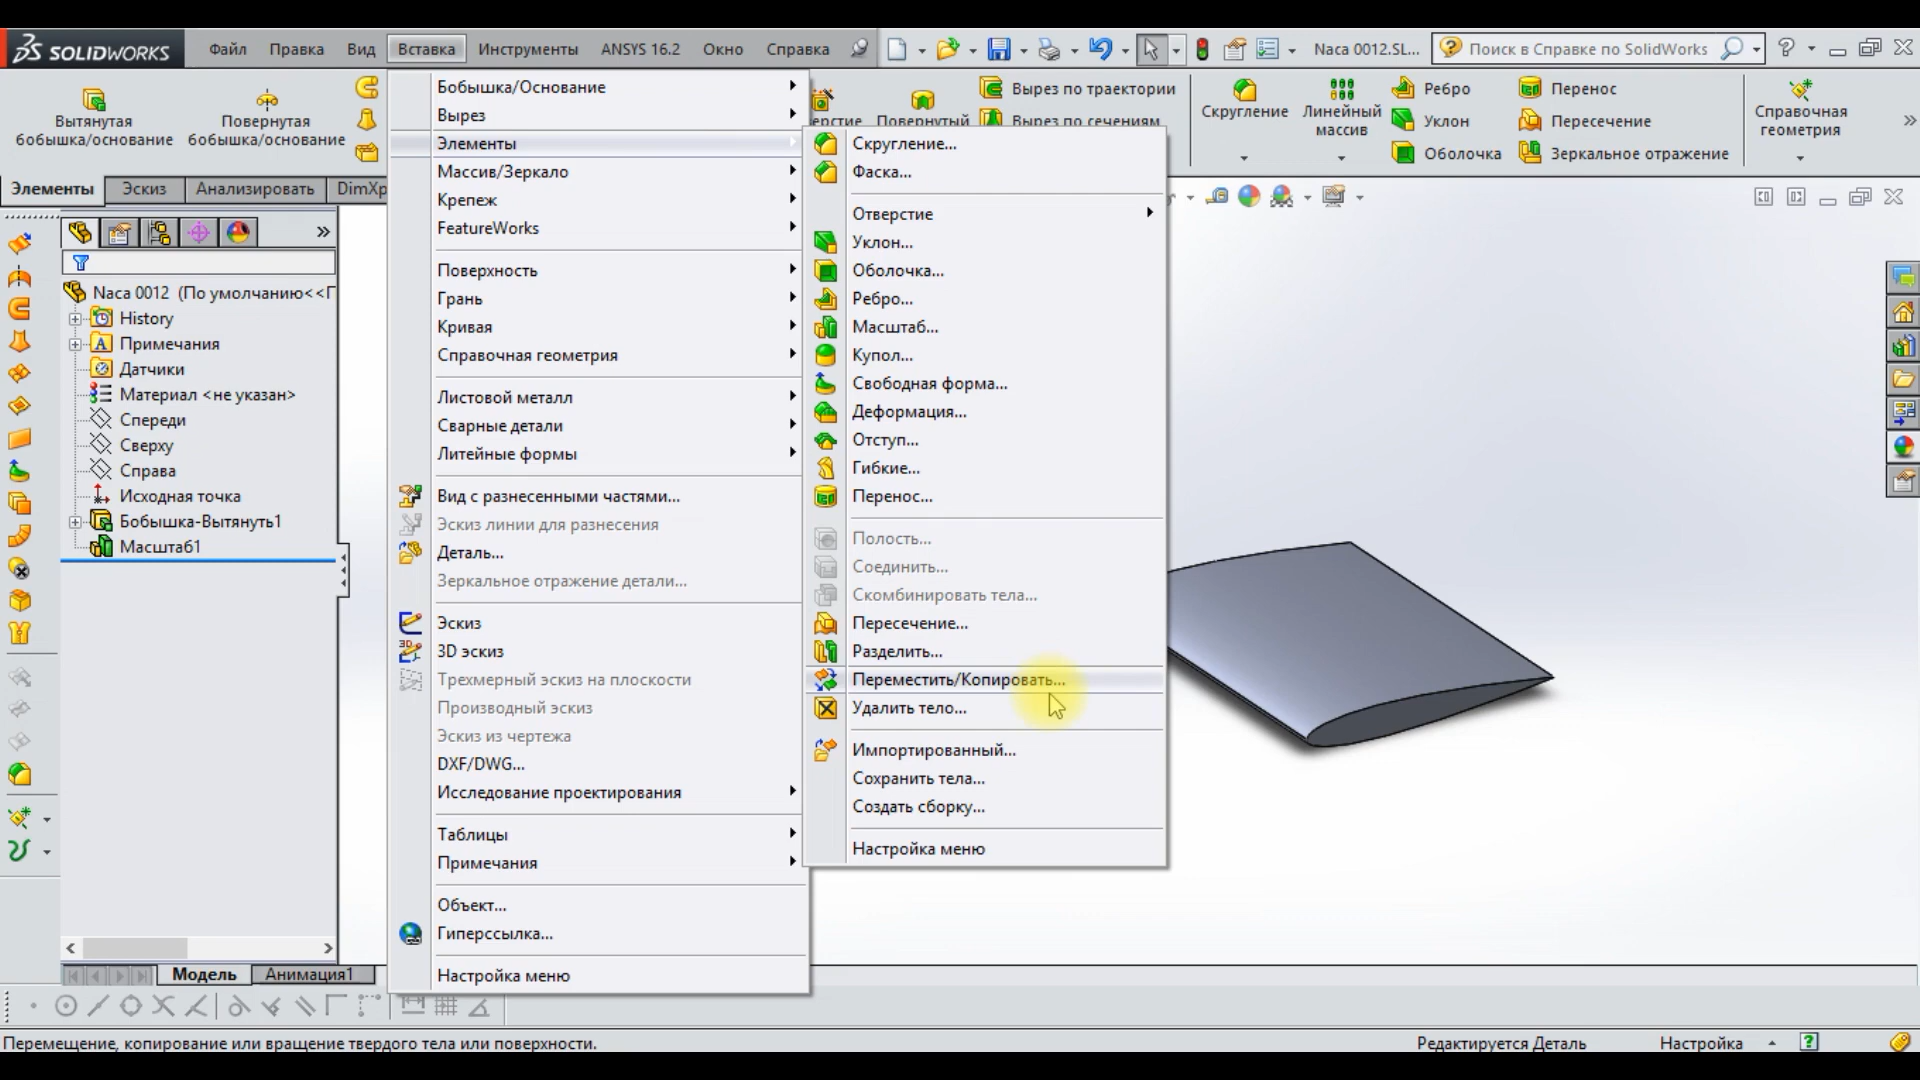 SOLIDWORKS
Файл Правка Вид Вставка Инструменты ANSYS 16.2 Окно Справка
Naca 0012.SL...
Поиск в Справке по SolidWorks
Вытянутая
бобышка/основание
Повернутая
бобышка/основание
Повернутый
Вырез по траектории
Вырез по сечениям
Скругление
Линейный
массив
Ребро
Уклон
Оболочка
Перенос
Пересечение
Зеркальное отражение
Справочная
геометрия
Элементы Эскиз Анализировать DimXp
Naca 0012 (По умолчанию<<П
History
Примечания
Датчики
Материал <не указан>
Спереди
Сверху
Справа
Исходная точка
Бобышка-Вытянуть1
Масштаб1
Бобышка/Основание
Вырез
Элементы
Массив/Зеркало
Крепеж
FeatureWorks
Поверхность
Грань
Кривая
Справочная геометрия
Листовой металл
Сварные детали
Литейные формы
Вид с разнесенными частями...
Эскиз линии для разнесения
Деталь...
Зеркальное отражение детали...
Эскиз
3D эскиз
Трехмерный эскиз на плоскости
Производный эскиз
Эскиз из чертежа
DXF/DWG...
Исследование проектирования
Таблицы
Примечания
Объект...
Гиперссылка...
Настройка меню
Скругление...
Фаска...
Отверстие
Уклон...
Оболочка...
Ребро...
Масштаб...
Купол...
Свободная форма...
Деформация...
Отступ...
Гибкие...
Перенос...
Полость...
Соединить...
Скомбинировать тела...
Пересечение...
Разделить...
Переместить/Копировать...
Удалить тело...
Импортированный...
Сохранить тела...
Создать сборку...
Настройка меню
Модель Анимация1
Перемещение, копирование или вращение твердого тела или поверхности.
Редактируется Деталь
Настройка